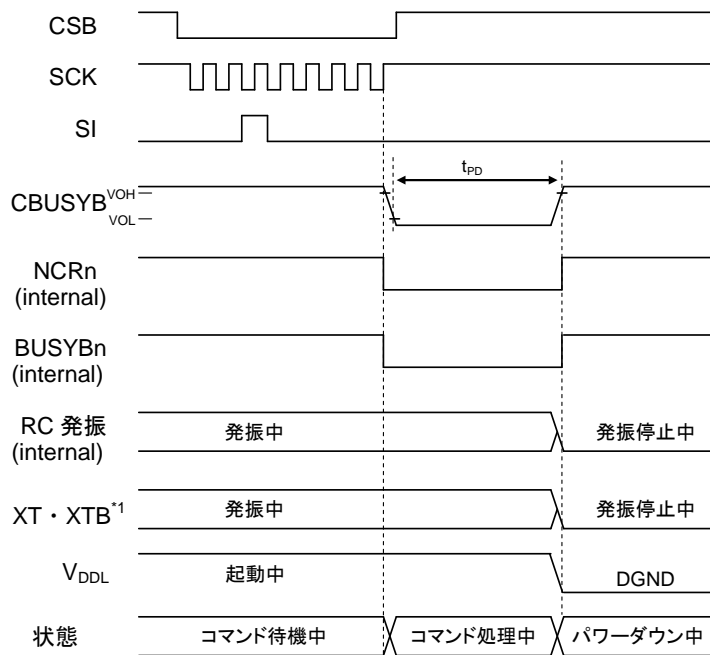 CSB
SCK
SI
t_PD
CBUSYB VOH
VOL
NCRn
(internal)
BUSYBn
(internal)
RC 発振
(internal)
発振中
発振停止中
XT・XTB*1
発振中
発振停止中
V_DDL
起動中
DGND
状態
コマンド待機中
コマンド処理中
パワーダウン中